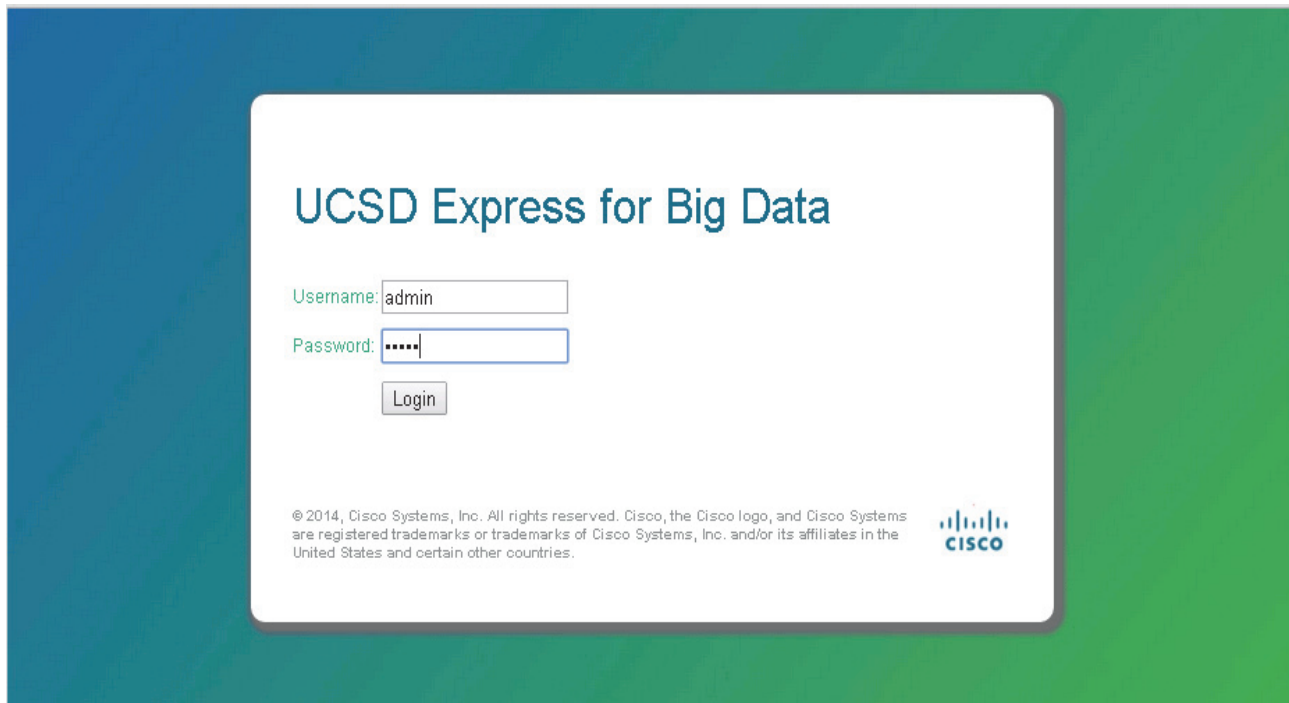 UCSD Express for Big Data
Username: admin
Password: •••••
Login
© 2014, Cisco Systems, Inc. All rights reserved. Cisco, the Cisco logo, and Cisco Systems
are registered trademarks or trademarks of Cisco Systems, Inc. and/or its affiliates in the
United States and certain other countries.
CISCO